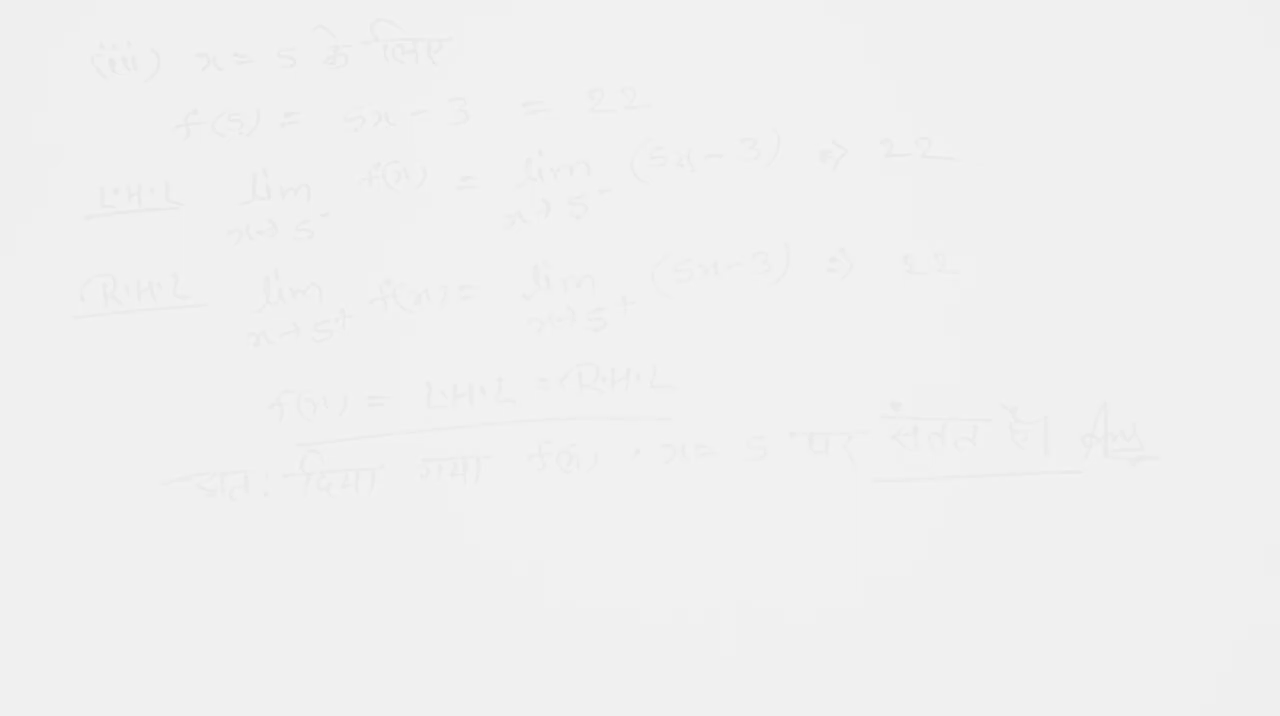 (iii) x = 5 के लिए
f(5) = 5x - 3 = 22
L.H.L lim x→5⁻ f(x) = lim x→5⁻ (5x - 3) ⇒ 22
R.H.L lim x→5⁺ f(x) = lim x→5⁺ (5x - 3) ⇒ 22
f(x) = L.H.L = R.H.L
अत: दिया गया f(x) , x = 5 पर संतत है। Ans